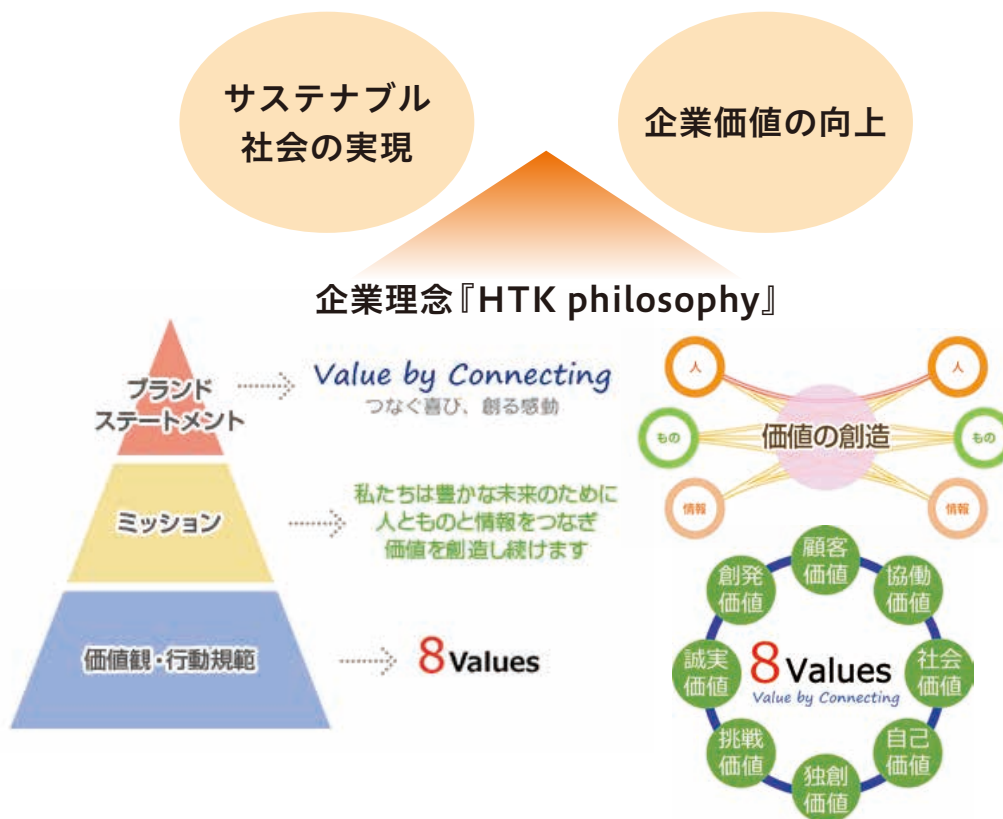 サステナブル
社会の実現
企業価値の向上
企業理念『HTK philosophy』
ブランド
ステートメント
Value by Connecting
つなぐ喜び、創る感動
ミッション
私たちは豊かな未来のために
人とものと情報をつなぎ
価値を創造し続けます
価値観・行動規範
8 Values
人
人
もの
価値の創造
もの
情報
情報
顧客
価値
協働
価値
社会
価値
自己
価値
独創
価値
挑戦
価値
誠実
価値
創発
価値
8 Values
Value by Connecting